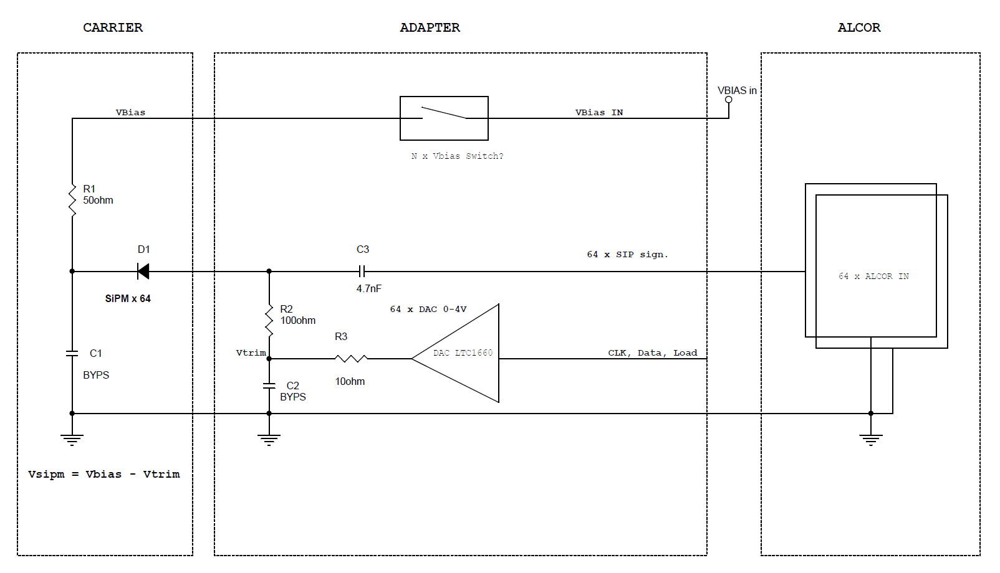 CARRIER
ADAPTER
ALCOR
VBIAS in
VBias
VBias IN
N x Vbias Switch?
R1
50ohm
D1
C3
64 x SIP sign.
4.7nF
64 x ALCOR IN
SiPM x 64
R2
100ohm
64 x DAC 0-4V
R3
Vtrim
DAC LTC1660
CLK, Data, Load
C1
BYPS
10ohm
C2
BYPS
Vsipm = Vbias - Vtrim